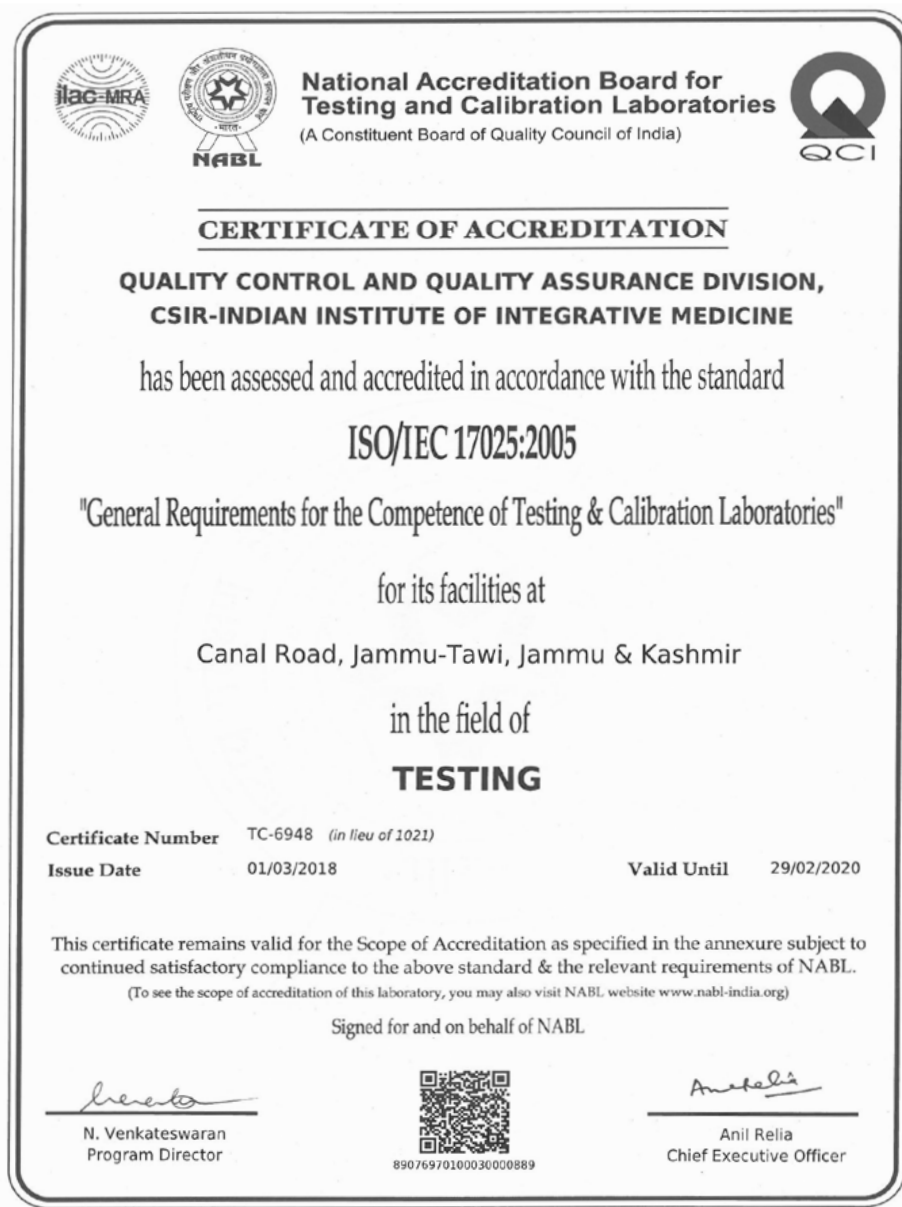 ilac-MRA
NABL
National Accreditation Board for
Testing and Calibration Laboratories
(A Constituent Board of Quality Council of India)
QCI
CERTIFICATE OF ACCREDITATION
QUALITY CONTROL AND QUALITY ASSURANCE DIVISION,
CSIR-INDIAN INSTITUTE OF INTEGRATIVE MEDICINE
has been assessed and accredited in accordance with the standard
ISO/IEC 17025:2005
"General Requirements for the Competence of Testing & Calibration Laboratories"
for its facilities at
Canal Road, Jammu-Tawi, Jammu & Kashmir
in the field of
TESTING
Certificate Number TC-6948 (in lieu of 1021)
Issue Date 01/03/2018 Valid Until 29/02/2020
This certificate remains valid for the Scope of Accreditation as specified in the annexure subject to
continued satisfactory compliance to the above standard & the relevant requirements of NABL.
(To see the scope of accreditation of this laboratory, you may also visit NABL website www.nabl-india.org)
Signed for and on behalf of NABL
N. Venkateswaran
Program Director
89076970100030000889
Anil Relia
Chief Executive Officer